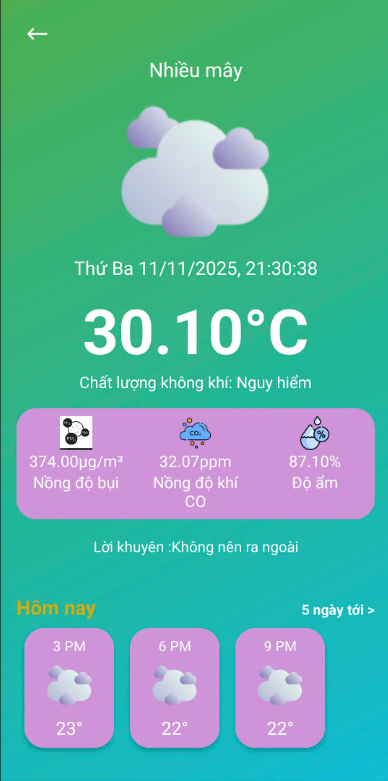 Nhiều mây
Thứ Ba 11/11/2025, 21:30:38
30.10°C
Chất lượng không khí: Nguy hiểm
374.00µg/m³ 32.07ppm 87.10%
Nồng độ bụi Nồng độ khí CO Độ ẩm
Lời khuyên :Không nên ra ngoài
Hôm nay 5 ngày tới >
3 PM 6 PM 9 PM
23° 22° 22°